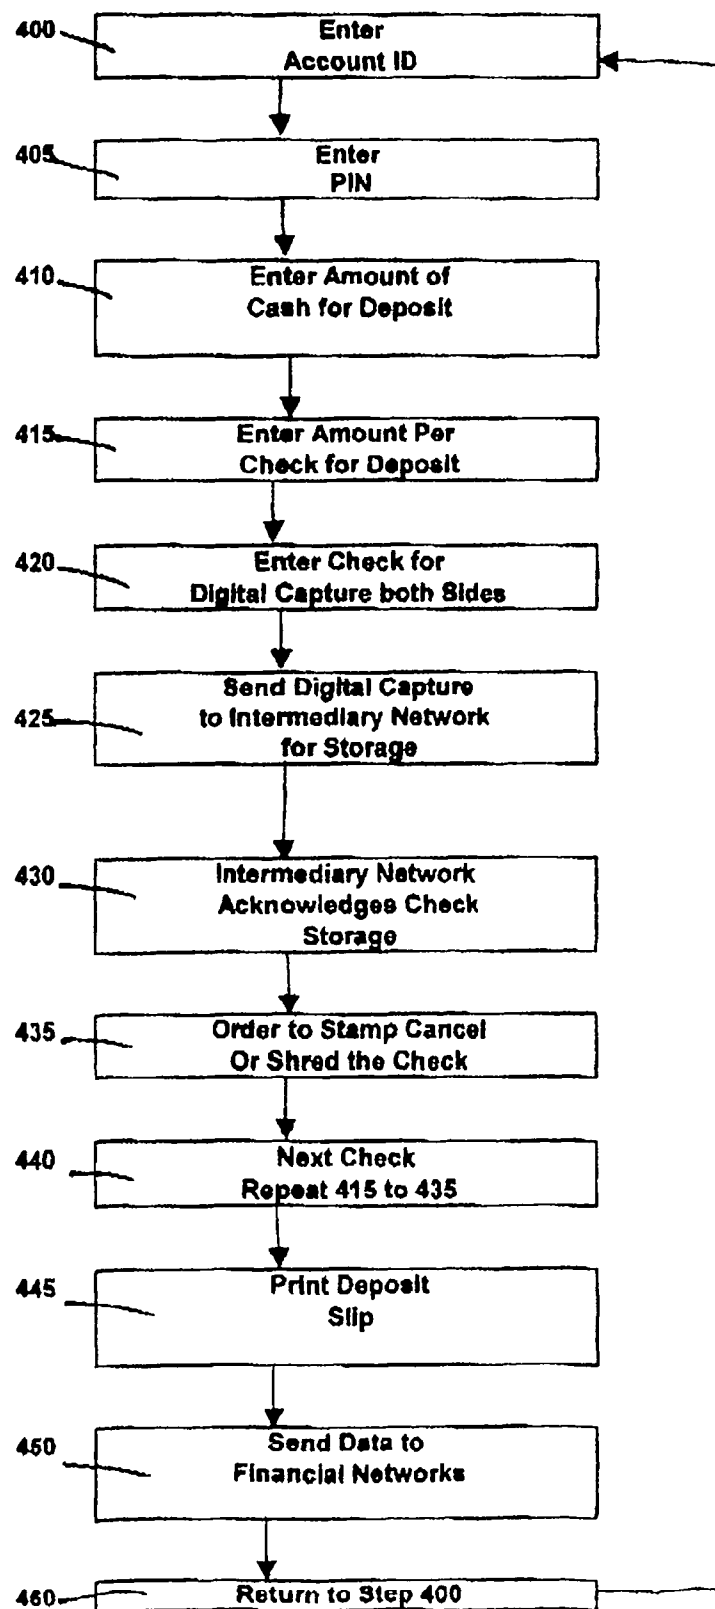 400
Enter
Account ID
405
Enter
PIN
410
Enter Amount of
Cash for Deposit
415
Enter Amount Per
Check for Deposit
420
Enter Check for
Digital Capture both Sides
425
Send Digital Capture
to Intermediary Network
for Storage
430
Intermediary Network
Acknowledges Check
Storage
435
Order to Stamp Cancel
Or Shred the Check
440
Next Check
Repeat 415 to 435
445
Print Deposit
Slip
450
Send Data to
Financial Networks
460
Return to Step 400